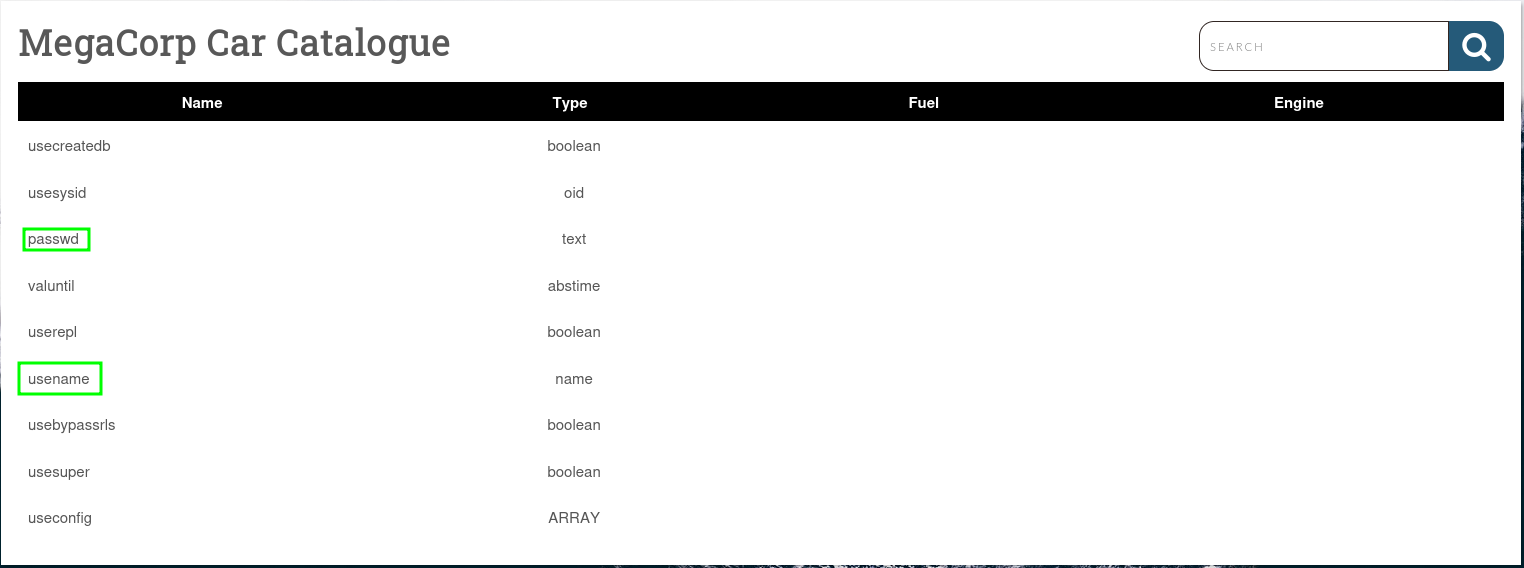 MegaCorp Car Catalogue
SEARCH
Name Type Fuel Engine
usecreatedb boolean
usesysid oid
passwd text
valuntil abstime
userepl boolean
usename name
usebypassrls boolean
usesuper boolean
useconfig ARRAY